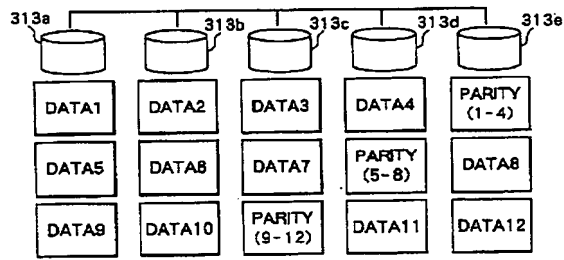 313a 313b 313c 313d 313e
DATA1 DATA2 DATA3 DATA4 PARITY
(1-4)
DATA5 DATA6 DATA7 PARITY
(5-8) DATA8
DATA9 DATA10 PARITY
(9-12) DATA11 DATA12